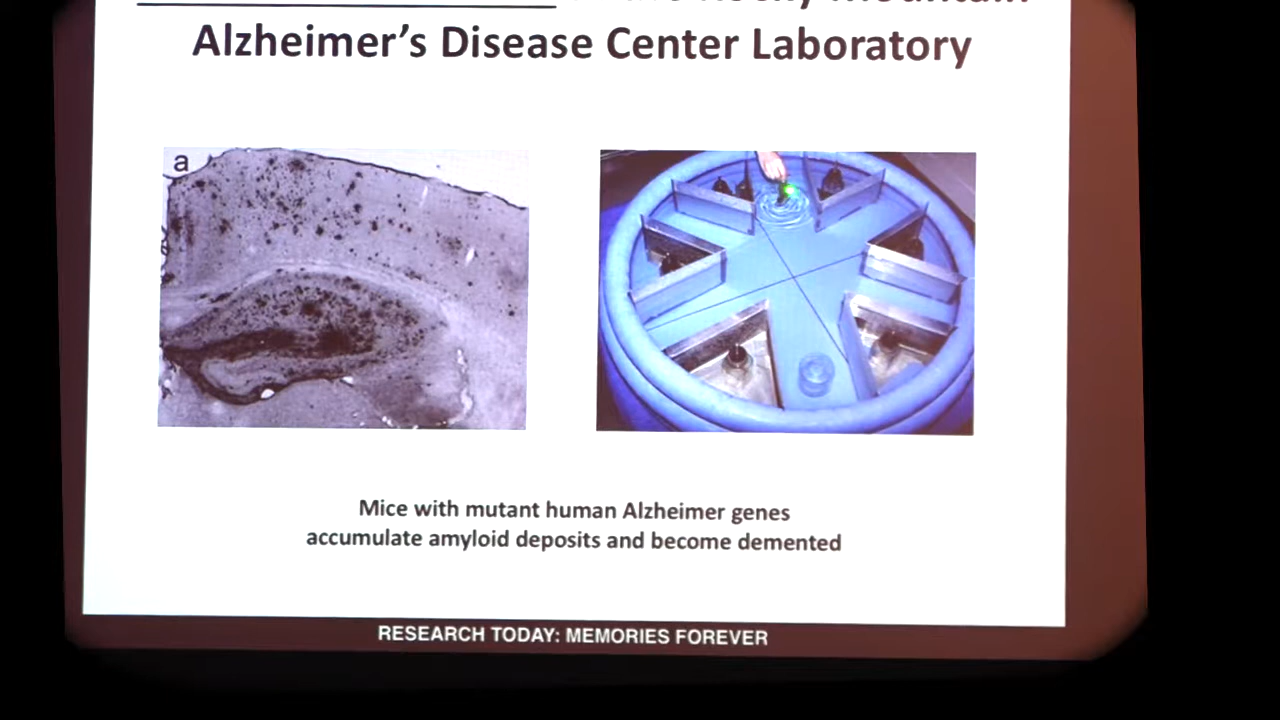 Mountain
Alzheimer’s Disease Center Laboratory
a
Mice with mutant human Alzheimer genes
accumulate amyloid deposits and become demented
RESEARCH TODAY: MEMORIES FOREVER